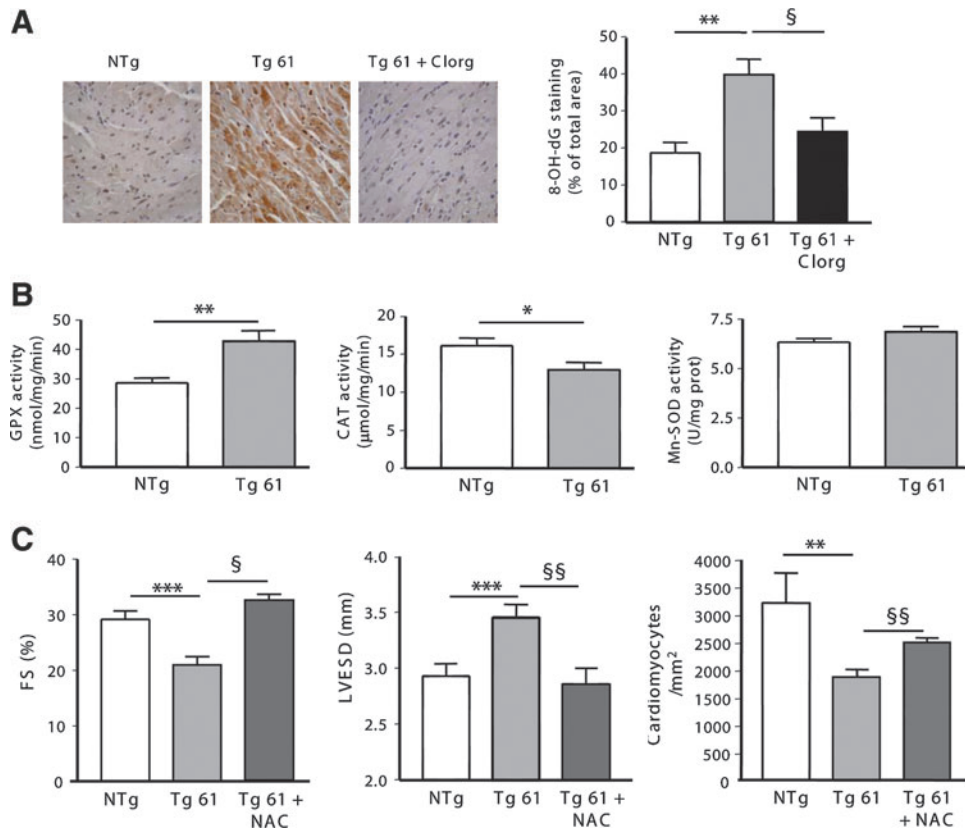 A
NTg
Tg 61
Tg 61 + Clorg
8-OH-dG staining
(% of total area)
50
40
30
20
10
0
**
§
NTg
Tg 61
Tg 61 +
Clorg
B
GPX activity
(nmol/mg/min)
50
40
30
20
10
0
**
NTg
Tg 61
CAT activity
(µmol/mg/min)
20
15
10
5
0
*
NTg
Tg 61
Mn-SOD activity
(U/mg prot)
7.5
5.0
2.5
0.0
NTg
Tg 61
C
FS (%)
40
30
20
10
0
***
§
NTg
Tg 61
Tg 61 +
NAC
LVESD (mm)
4.0
3.5
3.0
2.5
2.0
***
§§
NTg
Tg 61
Tg 61 +
NAC
Cardiomyocytes
/mm²
4000
3500
3000
2500
2000
1500
1000
500
0
**
§§
NTg
Tg 61
Tg 61
+ NAC